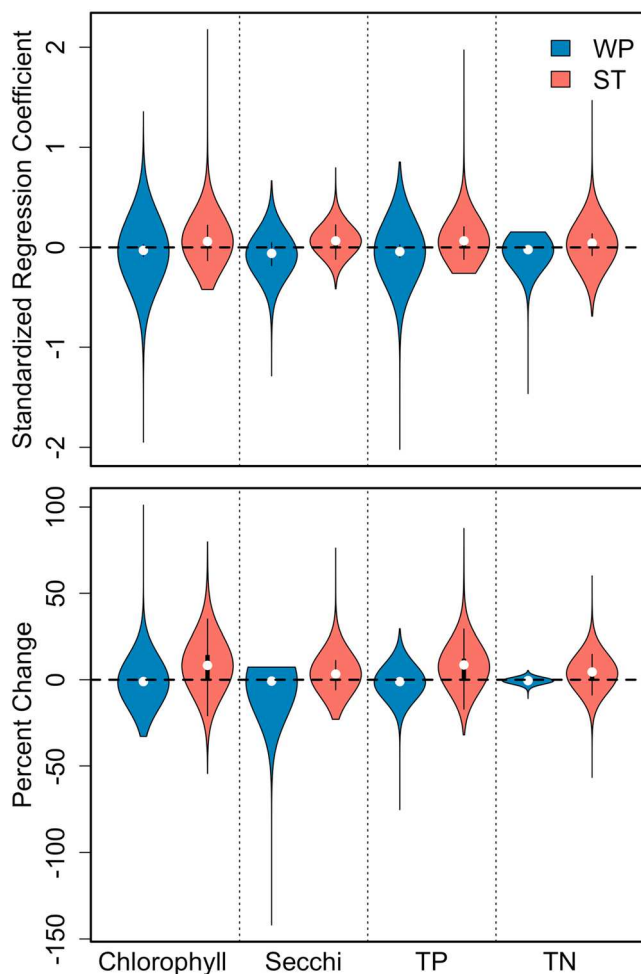 Standardized Regression Coefficient
2
1
0
-1
-2
WP
ST
Percent Change
100
50
0
-50
-100
-150
Chlorophyll Secchi TP TN